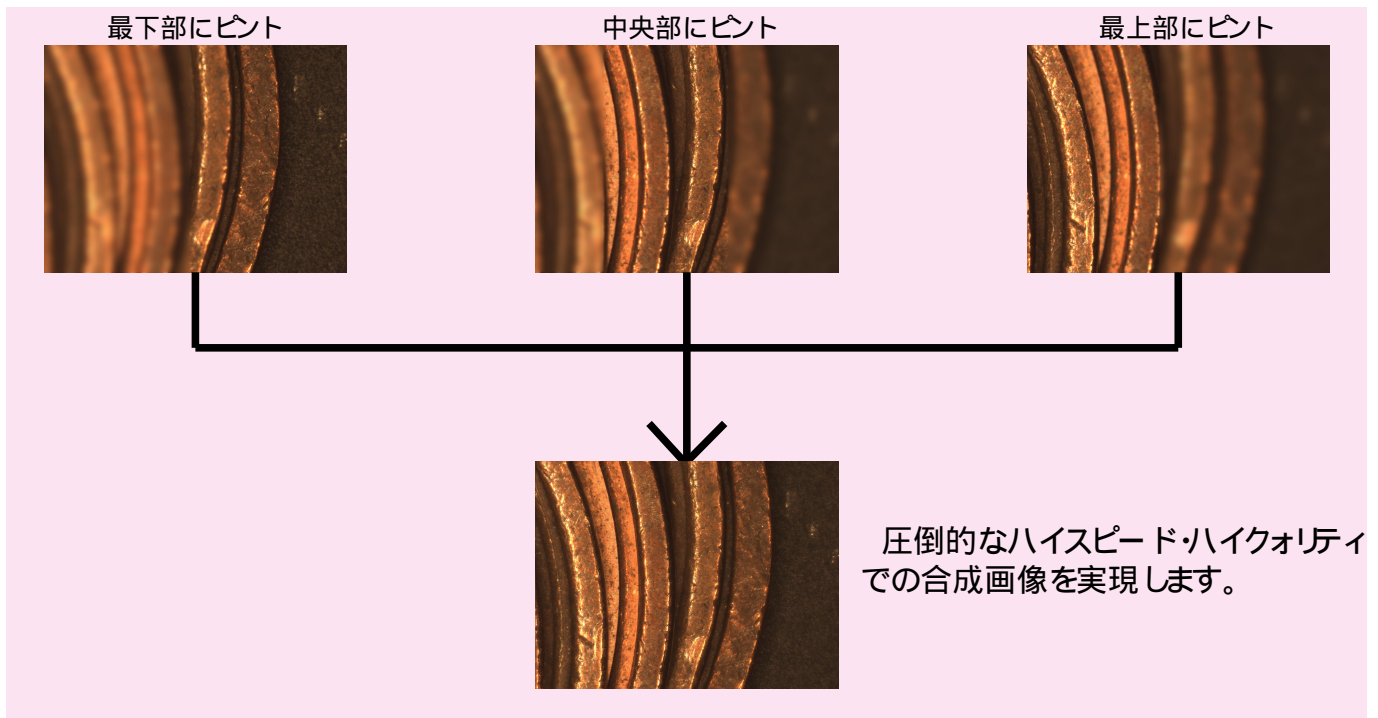 最下部にピント
中央部にピント
最上部にピント
圧倒的なハイスピード・ハイクォリティ
での合成画像を実現します。